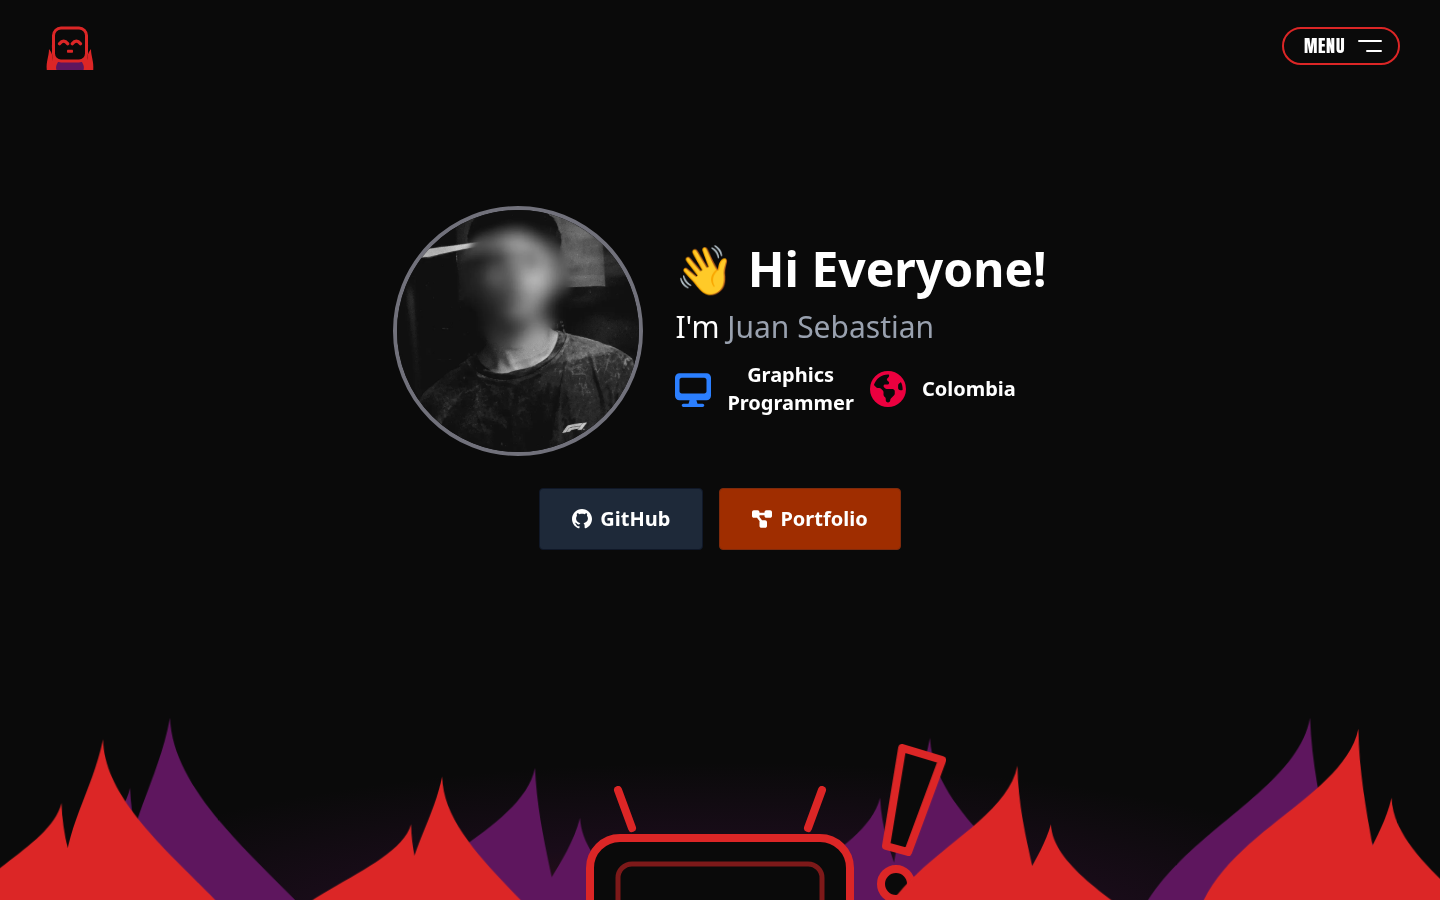 MENU
👋 Hi Everyone!
I'm Juan Sebastian
Graphics
Programmer
Colombia
GitHub
Portfolio